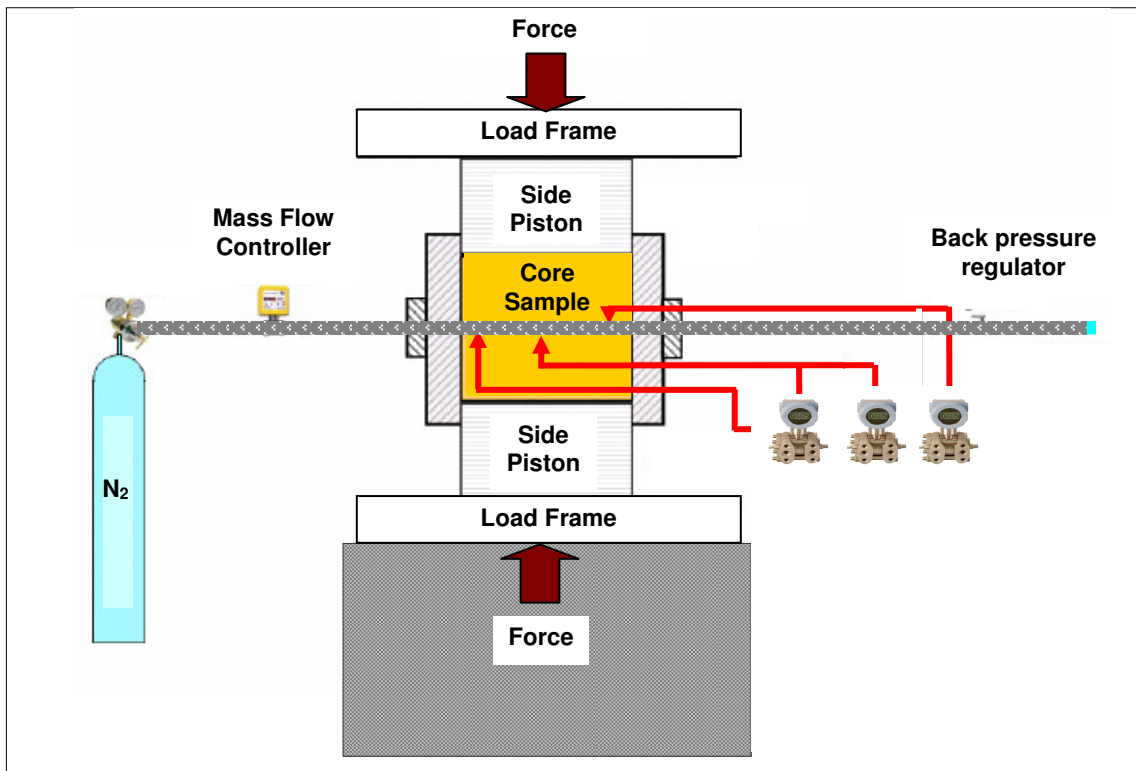 Force
Load Frame
Side
Piston
Mass Flow
Controller
Back pressure
regulator
Core
Sample
Side
Piston
N₂
Load Frame
Force